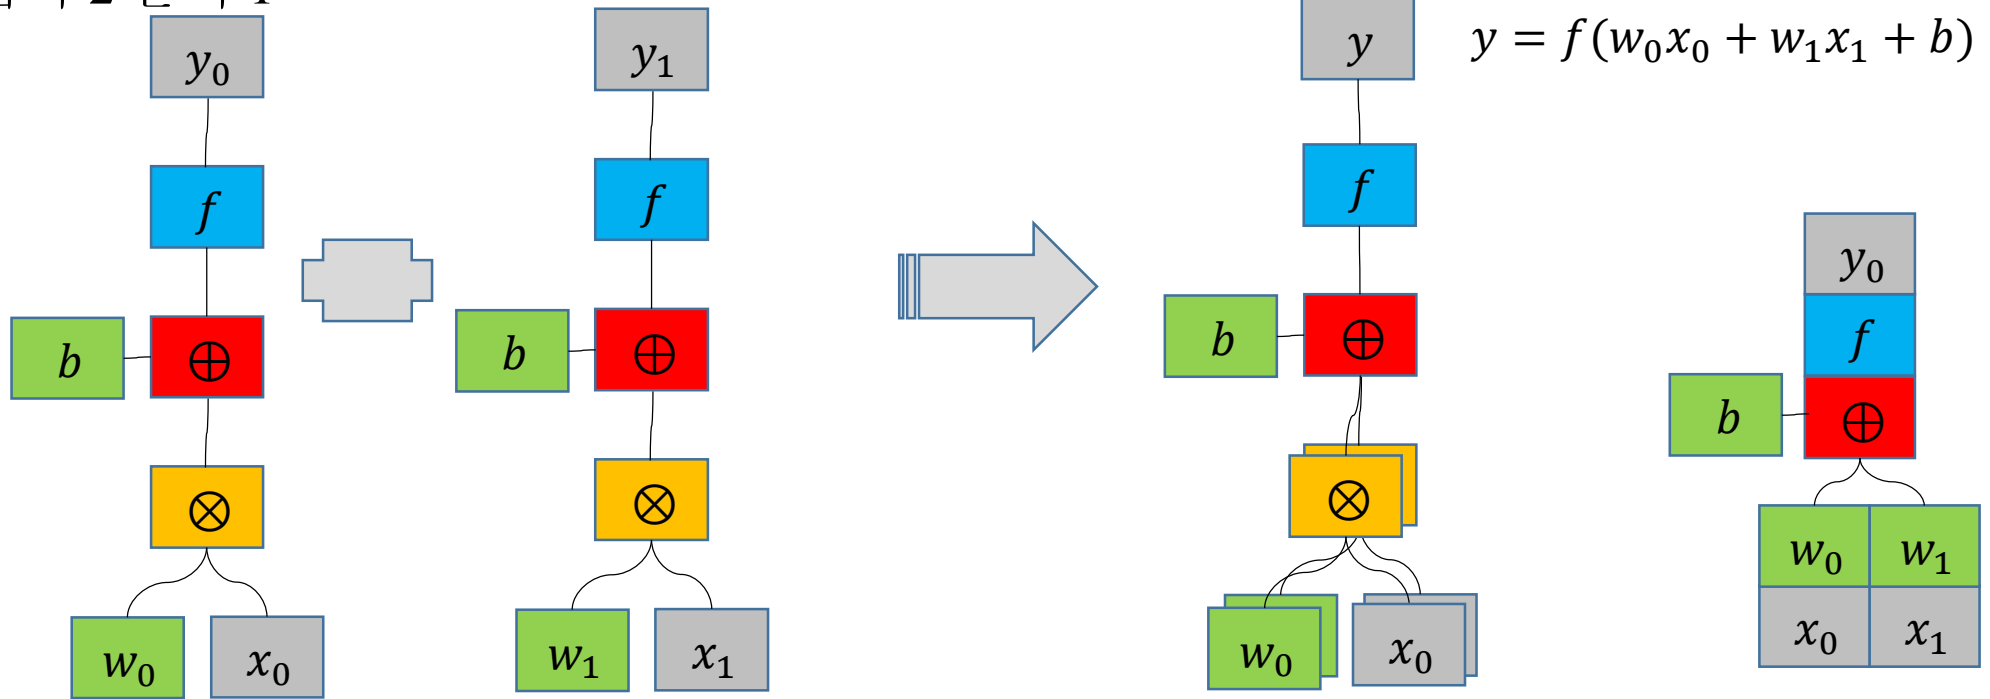 y₀
f
b ⊕
⊗
w₀ x₀
y₁
f
b ⊕
⊗
w₁ x₁
y
f
b ⊕
⊗
w₀ x₀
y = f(w₀x₀ + w₁x₁ + b)
y₀
f
b ⊕
w₀ w₁
x₀ x₁